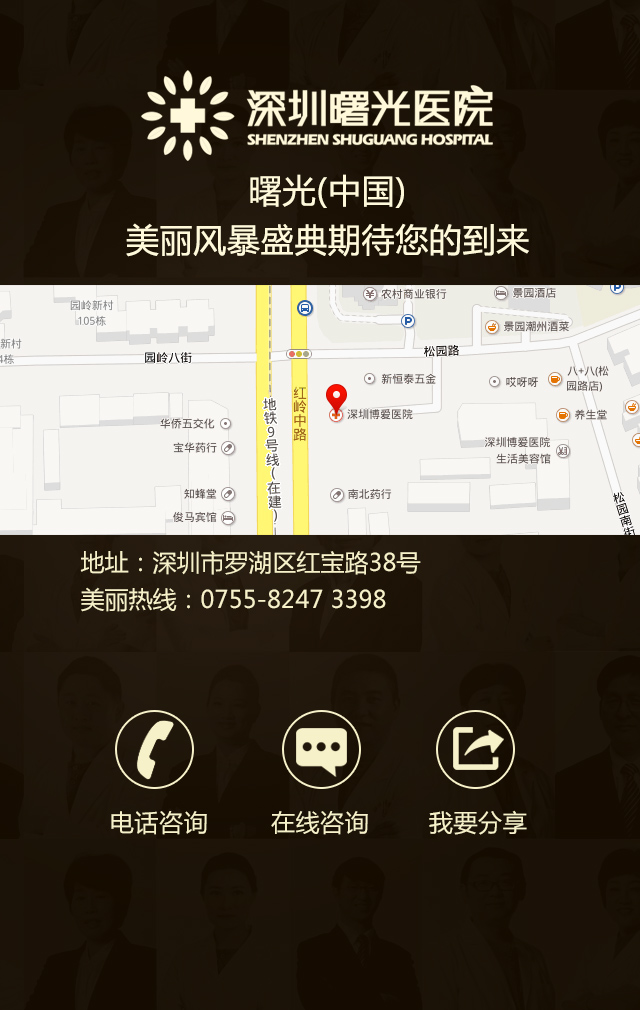 深圳曙光医院
SHENZHEN SHUGUANG HOSPITAL
曙光(中国)
美丽风暴盛典期待您的到来
园岭新村
105栋
农村商业银行
景园酒店
P
P
景园潮州酒菜
新村
4栋
园岭八街
松园路
新恒泰五金
哎呀呀
八+八(松
园路店)
红岭中路
地铁9号线(在建)
深圳博爱医院
养生堂
华侨五交化
宝华药行
深圳博爱医院
生活美容馆
知蜂堂
南北药行
俊马宾馆
松园南街
地址：深圳市罗湖区红宝路38号
美丽热线：0755-8247 3398
电话咨询
在线咨询
我要分享